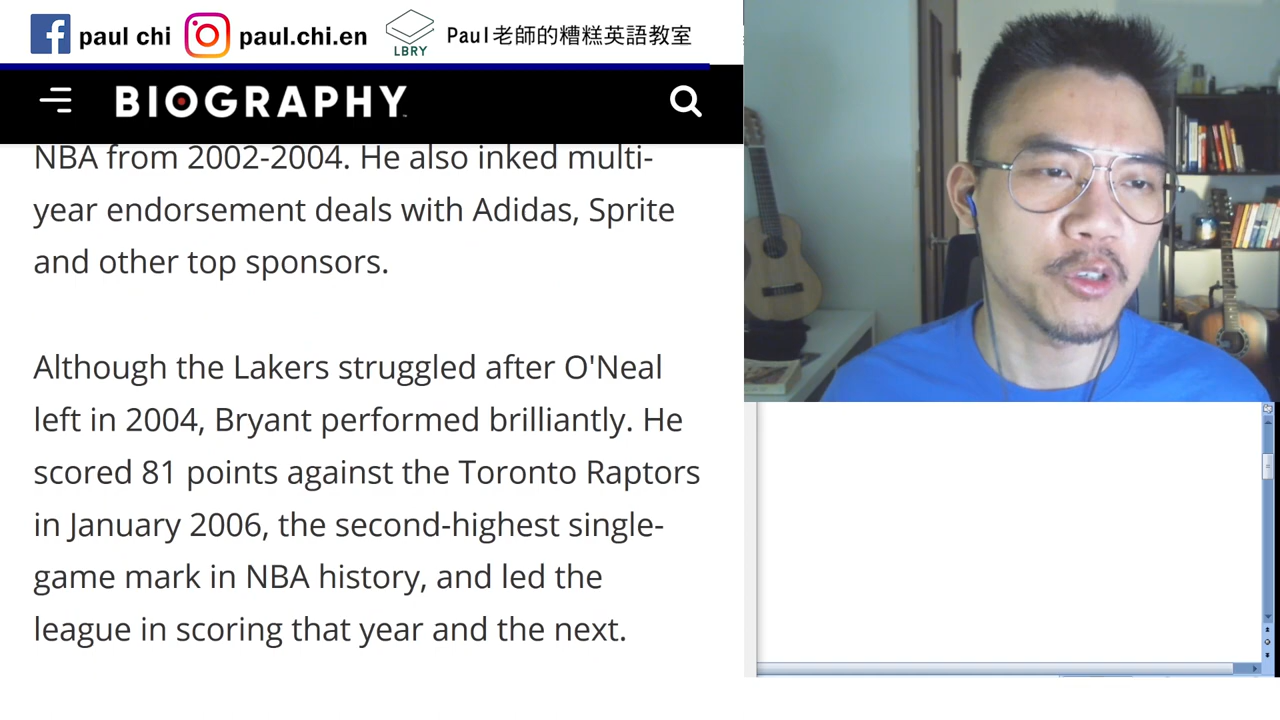 paul chi
paul.chi.en
LBRY
Paul老師的糟糕英語教室
BIOGRAPHY
NBA from 2002-2004. He also inked multi-
year endorsement deals with Adidas, Sprite
and other top sponsors.
Although the Lakers struggled after O'Neal
left in 2004, Bryant performed brilliantly. He
scored 81 points against the Toronto Raptors
in January 2006, the second-highest single-
game mark in NBA history, and led the
league in scoring that year and the next.